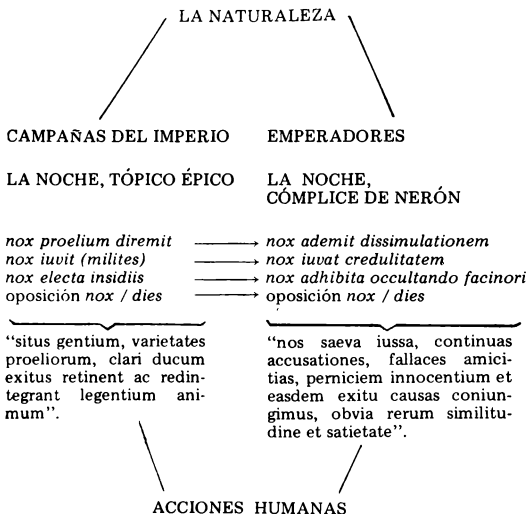 LA NATURALEZA
CAMPAÑAS DEL IMPERIO
EMPERADORES
LA NOCHE, TÓPICO ÉPICO
LA NOCHE,
CÓMPLICE DE NERÓN
nox proelium diremit
nox ademit dissimulationem
nox iuvit (milites)
nox iuvat credulitatem
nox electa insidiis
nox adhibita occultando facinori
oposición nox / dies
oposición nox / dies
"situs gentium, varietates
proeliorum, clari ducum
exitus retinent ac redin-
tegrant legentium ani-
mum".
"nos saeva iussa, continuas
accusationes, fallaces amici-
tias, perniciem innocentium et
easdem exitu causas coniun-
gimus, obvia rerum similitu-
dine et satietate".
ACCIONES HUMANAS